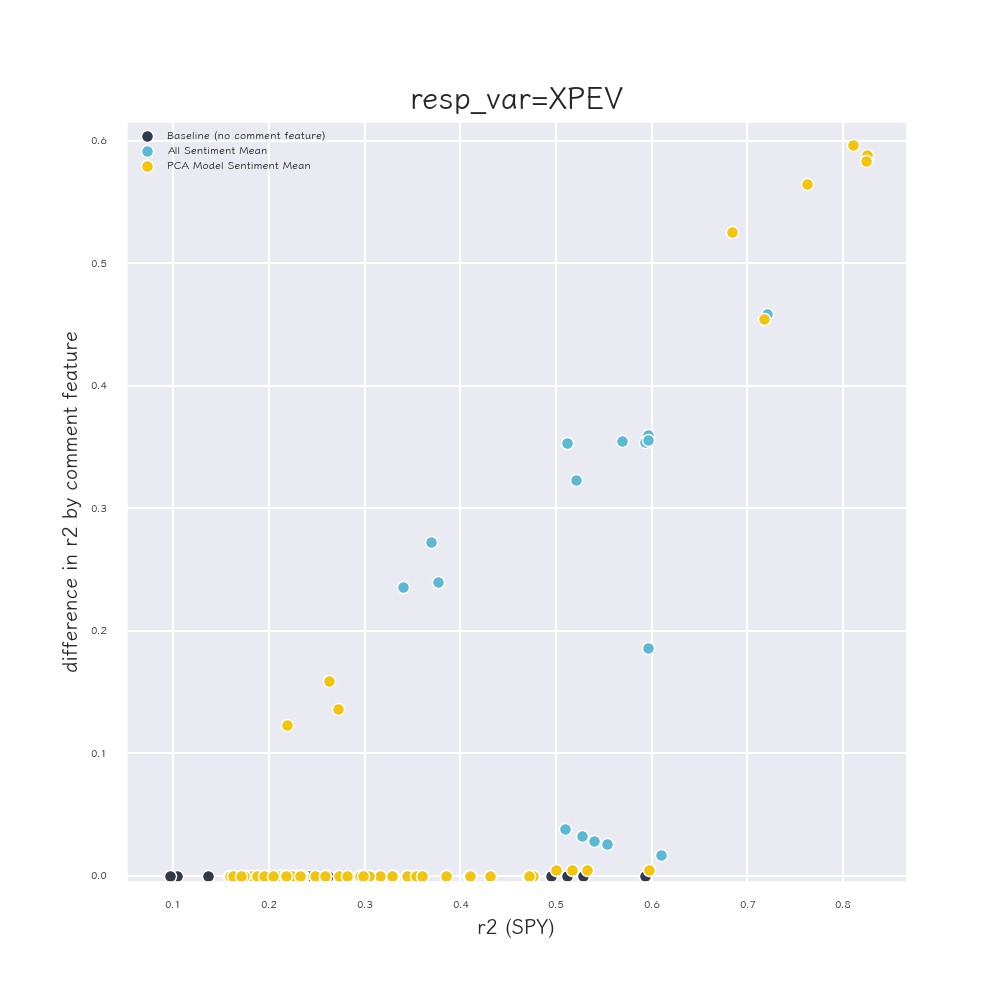 resp_var=XPEV
Baseline (no comment feature)
All Sentiment Mean
PCA Model Sentiment Mean
0.6
0.5
0.4
0.3
0.2
0.1
0.0
difference in r2 by comment feature
0.1 0.2 0.3 0.4 0.5 0.6 0.7 0.8
r2 (SPY)